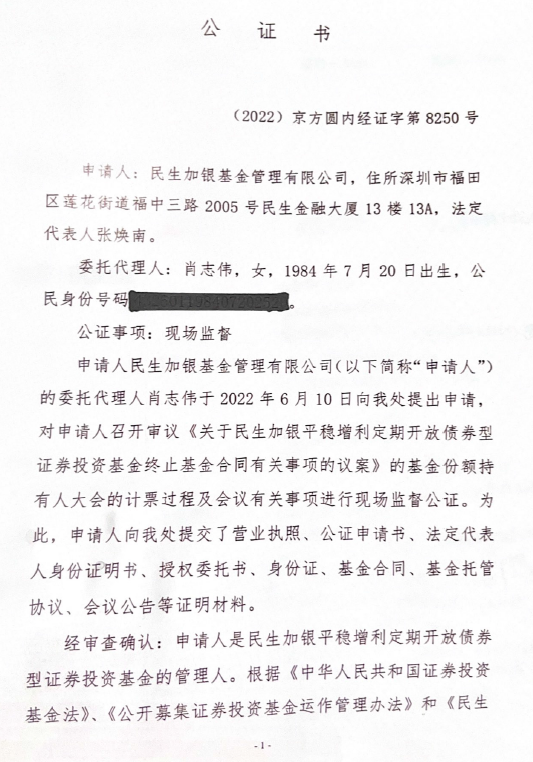 公 证 书
（2022）京方圆内经证字第 8250 号
申请人：民生加银基金管理有限公司，住所深圳市福田
区莲花街道福中三路 2005 号民生金融大厦 13 楼 13A，法定
代表人张焕南。
委托代理人：肖志伟，女，1984 年 7 月 20 日出生，公
民身份号码。
公证事项：现场监督
申请人民生加银基金管理有限公司(以下简称“申请人”)
的委托代理人肖志伟于 2022 年 6 月 10 日向我处提出申请，
对申请人召开审议《关于民生加银平稳增利定期开放债券型
证券投资基金终止基金合同有关事项的议案》的基金份额持
有人大会的计票过程及会议有关事项进行现场监督公证。为
此，申请人向我处提交了营业执照、公证申请书、法定代表
人身份证明书、授权委托书、身份证、基金合同、基金托管
协议、会议公告等证明材料。
经审查确认：申请人是民生加银平稳增利定期开放债券
型证券投资基金的管理人。根据《中华人民共和国证券投资
基金法》、《公开募集证券投资基金运作管理办法》和《民生
- 1 -